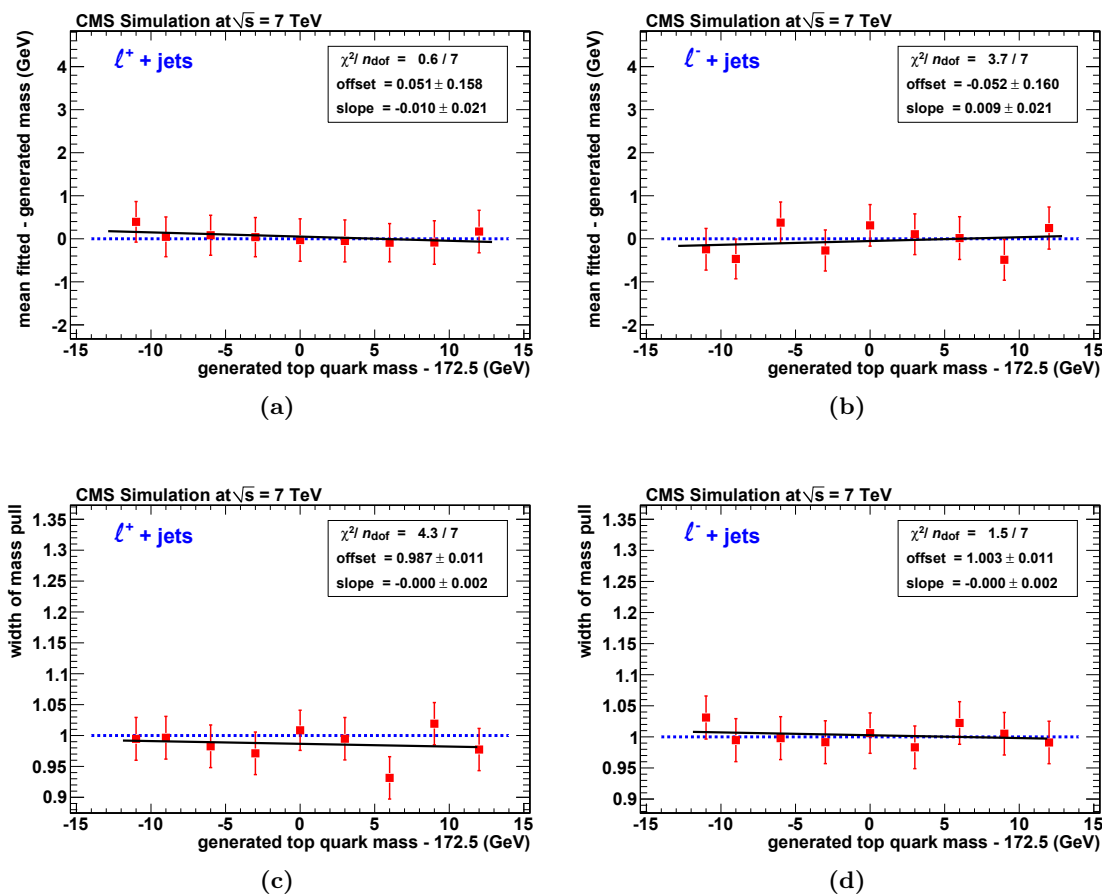 CMS Simulation at √s = 7 TeV
ℓ⁺ + jets
χ²/ n_dof = 0.6 / 7
offset = 0.051 ± 0.158
slope = -0.010 ± 0.021
mean fitted - generated mass (GeV)
4
3
2
1
0
-1
-2
-15 -10 -5 0 5 10 15
generated top quark mass - 172.5 (GeV)
(a)
CMS Simulation at √s = 7 TeV
ℓ⁻ + jets
χ²/ n_dof = 3.7 / 7
offset = -0.052 ± 0.160
slope = 0.009 ± 0.021
mean fitted - generated mass (GeV)
4
3
2
1
0
-1
-2
-15 -10 -5 0 5 10 15
generated top quark mass - 172.5 (GeV)
(b)
CMS Simulation at √s = 7 TeV
ℓ⁺ + jets
χ²/ n_dof = 4.3 / 7
offset = 0.987 ± 0.011
slope = -0.000 ± 0.002
width of mass pull
1.35
1.3
1.25
1.2
1.15
1.1
1.05
1
0.95
0.9
-15 -10 -5 0 5 10 15
generated top quark mass - 172.5 (GeV)
(c)
CMS Simulation at √s = 7 TeV
ℓ⁻ + jets
χ²/ n_dof = 1.5 / 7
offset = 1.003 ± 0.011
slope = -0.000 ± 0.002
width of mass pull
1.35
1.3
1.25
1.2
1.15
1.1
1.05
1
0.95
0.9
-15 -10 -5 0 5 10 15
generated top quark mass - 172.5 (GeV)
(d)